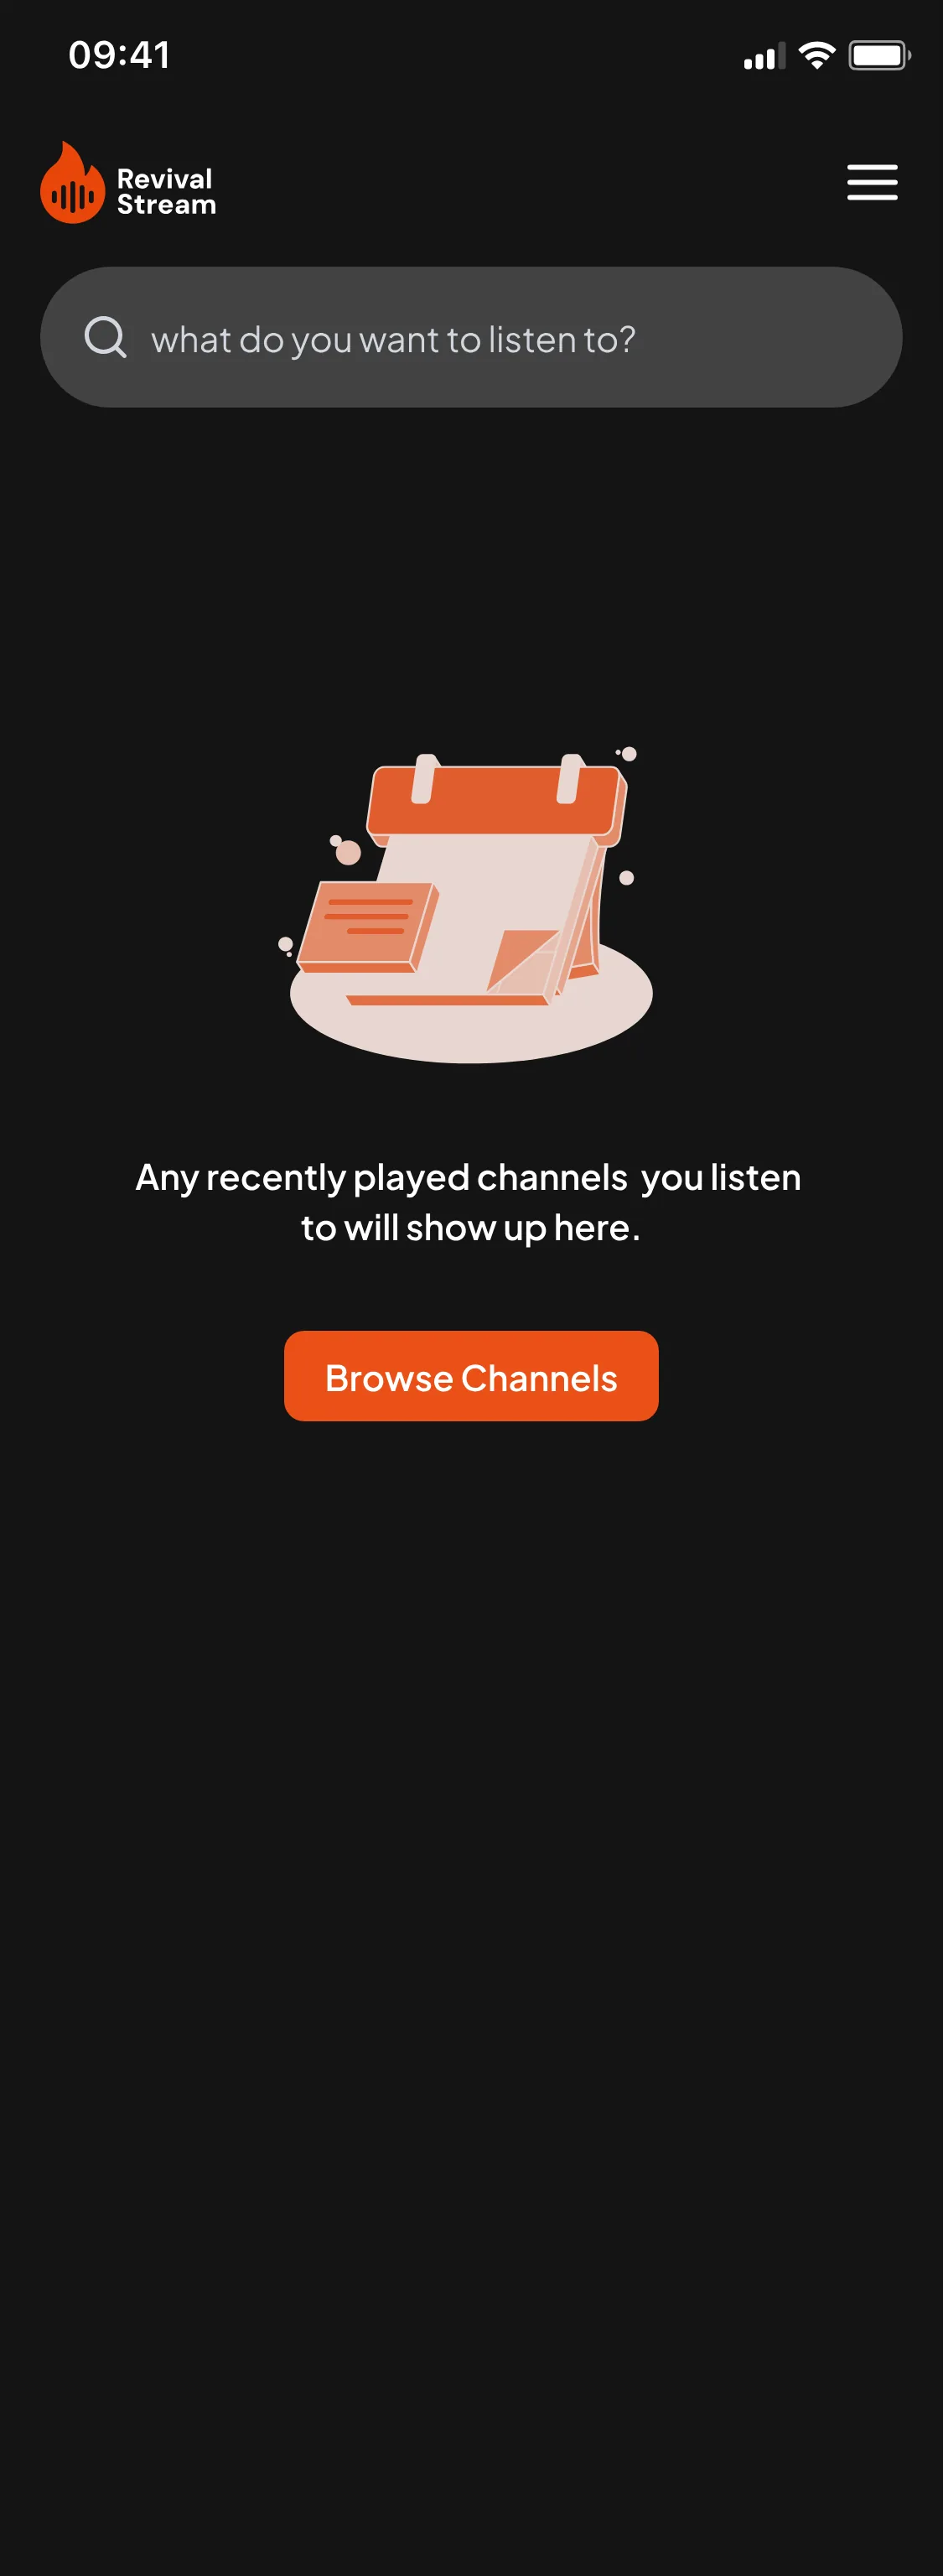 09:41
Revival
Stream
what do you want to listen to?
Any recently played channels  you listen
to will show up here.
Browse Channels